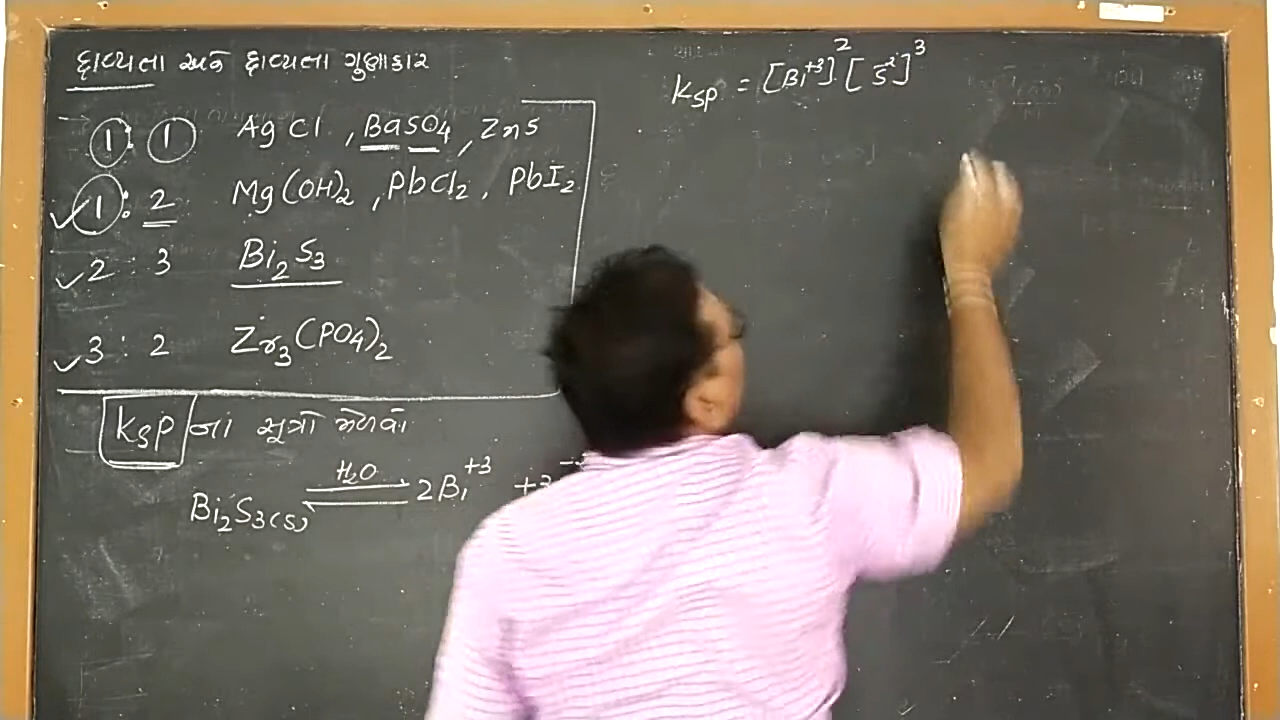 દ્રાવ્યતા અને દ્રાવ્યતા ગુણાકાર
1 : 1 AgCl , BaSO4 , ZnS
1 : 2 Mg(OH)2 , PbCl2 , PbI2
2 : 3 Bi2S3
3 : 2 Zr3(PO4)2
Ksp ના સૂત્રો મેળવો
H2O
Bi2S3(s) ⇌ 2Bi+3 + 3
Ksp = [Bi+3]2 [S-2]3